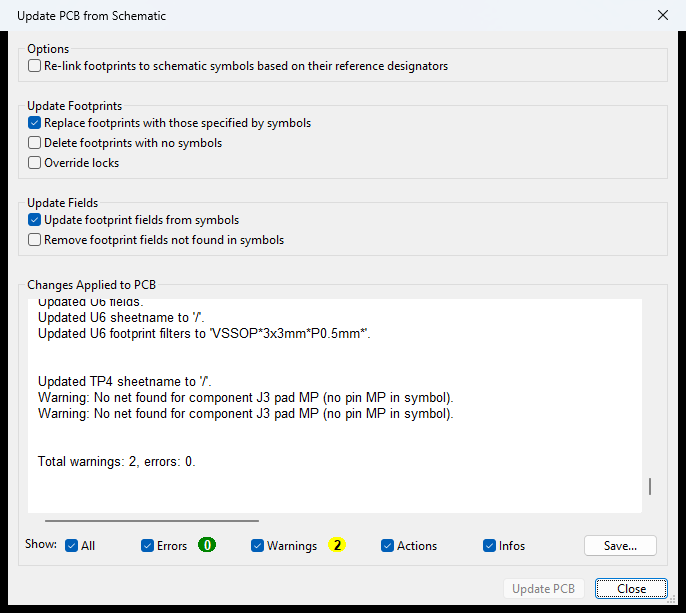 Update PCB from Schematic
Options
Re-link footprints to schematic symbols based on their reference designators
Update Footprints
Replace footprints with those specified by symbols
Delete footprints with no symbols
Override locks
Update Fields
Update footprint fields from symbols
Remove footprint fields not found in symbols
Changes Applied to PCB
Updated U6 fields.
Updated U6 sheetname to '/'.
Updated U6 footprint filters to 'VSSOP*3x3mm*P0.5mm*'.
Updated TP4 sheetname to '/'.
Warning: No net found for component J3 pad MP (no pin MP in symbol).
Warning: No net found for component J3 pad MP (no pin MP in symbol).
Total warnings: 2, errors: 0.
Show: All Errors 0 Warnings 2 Actions Infos Save...
Update PCB Close